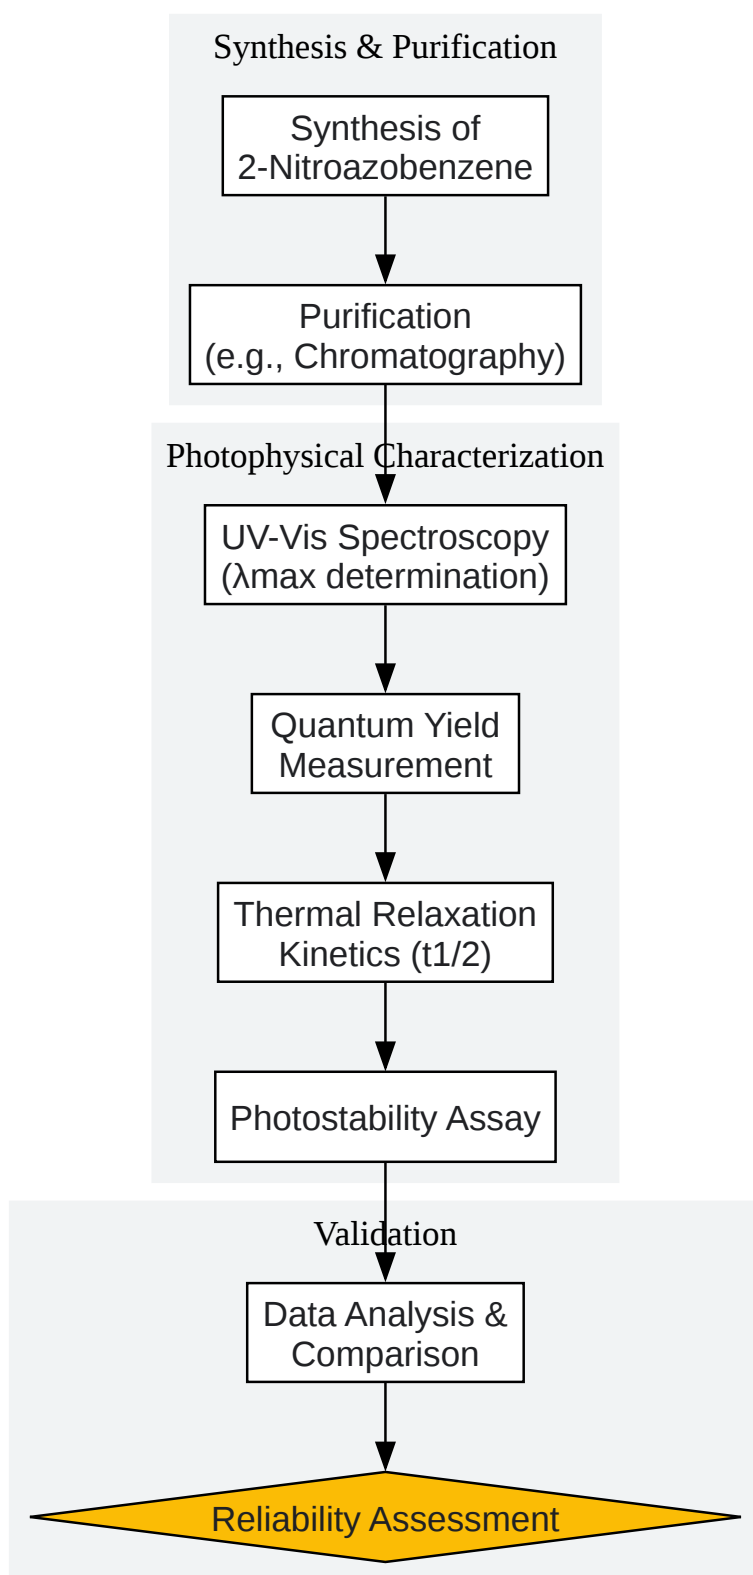 Synthesis & Purification
Synthesis of
2-Nitroazobenzene
Purification
(e.g., Chromatography)
Photophysical Characterization
UV-Vis Spectroscopy
(λmax determination)
Quantum Yield
Measurement
Thermal Relaxation
Kinetics (t1/2)
Photostability Assay
Validation
Data Analysis &
Comparison
Reliability Assessment